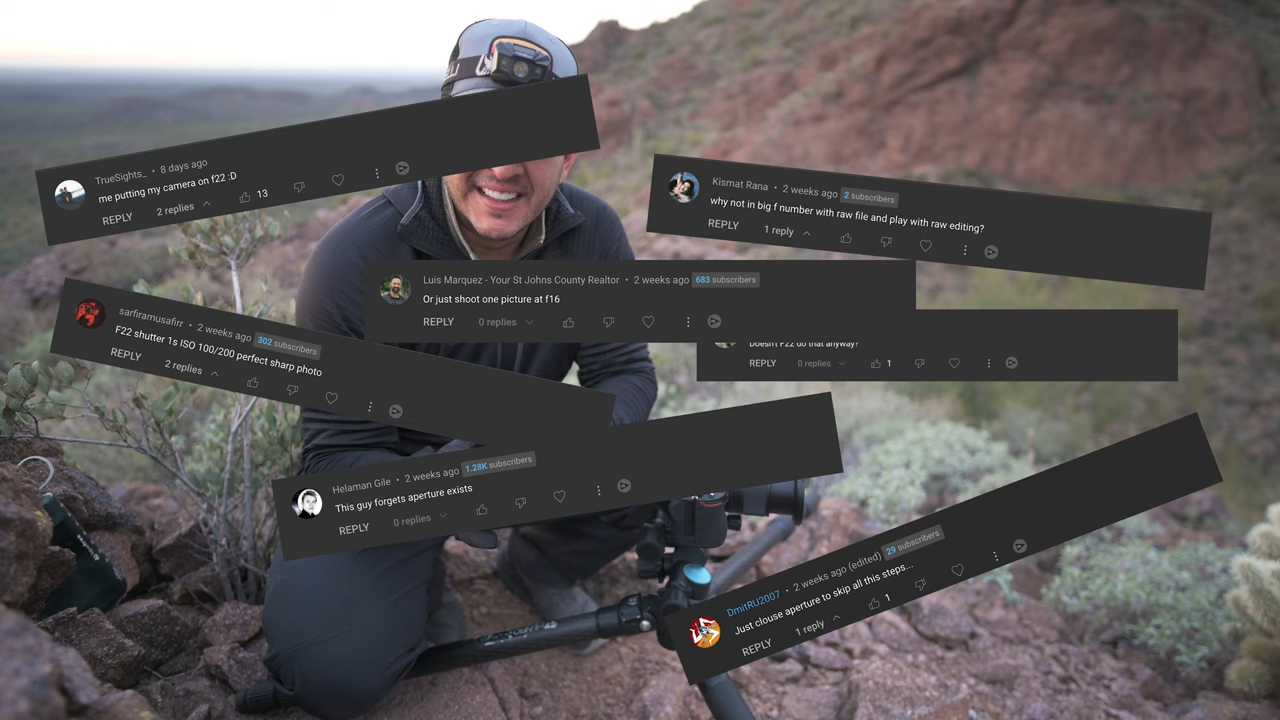 TrueSights_ • 8 days ago
me putting my camera on f22 :D
REPLY 2 replies 13
Kismat Rana • 2 weeks ago 2 subscribers
why not in big f number with raw file and play with raw editing?
REPLY 1 reply
Luis Marquez - Your St Johns County Realtor • 2 weeks ago 683 subscribers
Or just shoot one picture at f16
REPLY 0 replies
Doesn't F22 do that anyway?
REPLY 0 replies 1
sarfiramusafirr • 2 weeks ago 302 subscribers
F22 shutter 1s ISO 100/200 perfect sharp photo
REPLY 2 replies
Helaman Gile • 2 weeks ago 1.28K subscribers
This guy forgets aperture exists
REPLY 0 replies
DmitRU2007 • 2 weeks ago (edited) 29 subscribers
Just clouse aperture to skip all this steps...
REPLY 1 reply 1